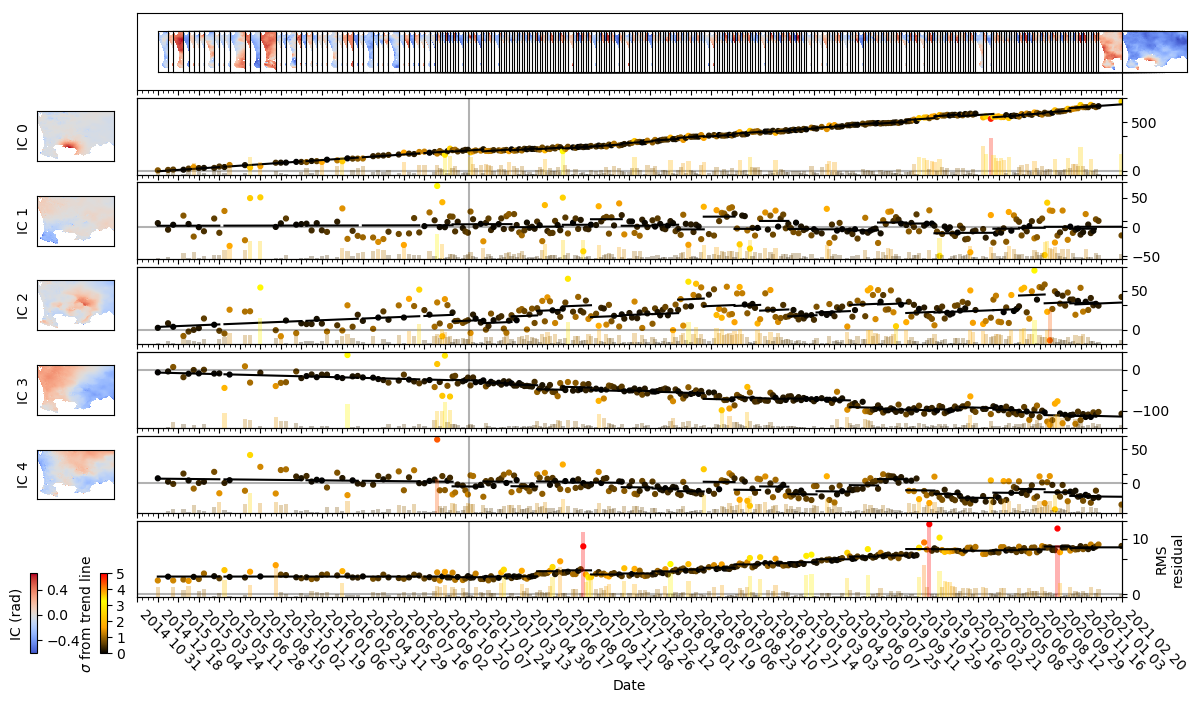 IC 0
500
0
IC 1
50
0
−50
IC 2
50
0
IC 3
0
−100
IC 4
50
0
10
0
RMS
residual
IC (rad)
0.4
0.0
−0.4
σ from trend line
5
4
3
2
1
0
2014 10 31
2014 12 18
2015 02 04
2015 03 24
2015 05 11
2015 06 28
2015 08 15
2015 10 02
2015 11 19
2016 01 06
2016 02 23
2016 04 11
2016 05 29
2016 07 16
2016 09 02
2016 10 20
2016 12 07
2017 01 24
2017 03 13
2017 04 30
2017 06 17
2017 08 04
2017 09 21
2017 11 08
2017 12 26
2018 02 12
2018 04 01
2018 05 19
2018 07 06
2018 08 23
2018 10 10
2018 11 27
2019 01 14
2019 03 03
2019 04 20
2019 06 07
2019 07 25
2019 09 11
2019 10 29
2019 12 16
2020 02 02
2020 03 21
2020 05 08
2020 06 25
2020 08 12
2020 09 29
2020 11 16
2021 01 03
2021 02 20
Date